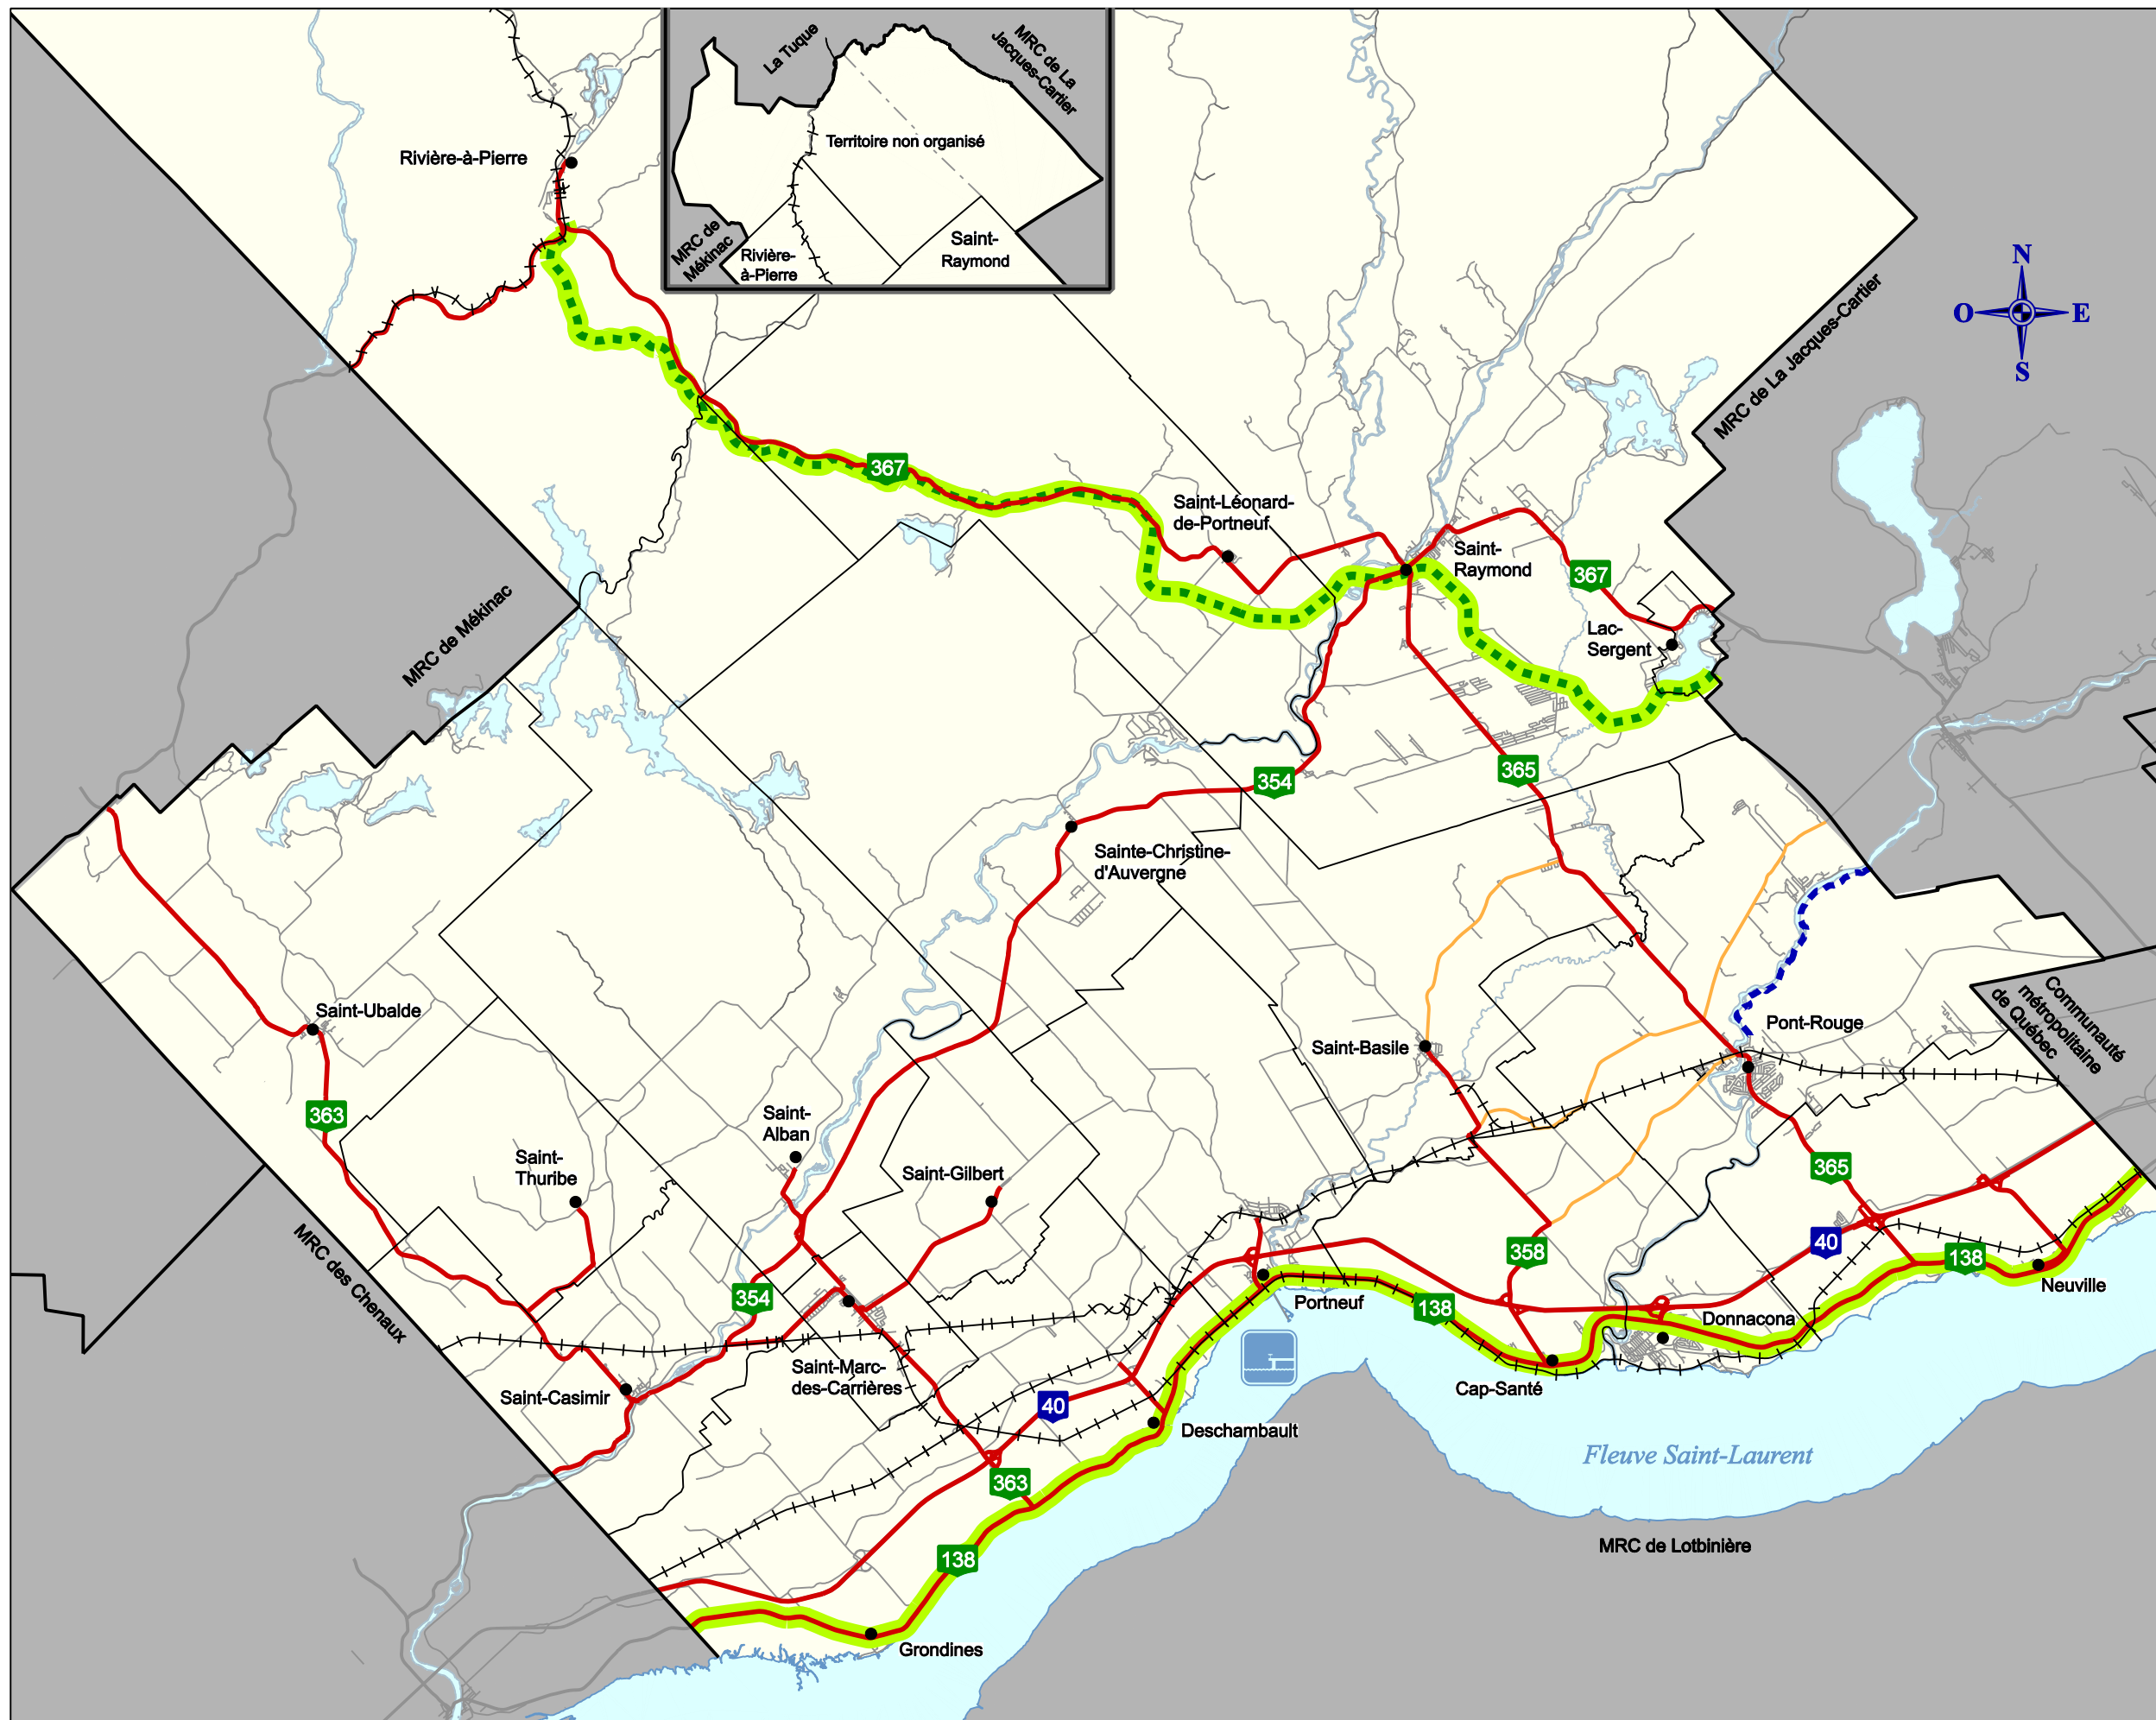 La Tuque
MRC de La
Jacques-Cartier
Territoire non organisé
MRC de
Mékinac
Rivière-
à-Pierre
Saint-
Raymond
Rivière-à-Pierre
N
O
E
S
MRC de La Jacques-Cartier
367
Saint-Léonard-
de-Portneuf
Saint-
Raymond
367
Lac-
Sergent
MRC de Mékinac
354
365
Sainte-Christine-
d'Auvergne
Saint-Ubalde
Saint-Basile
Pont-Rouge
Communauté
métropolitaine
de Québec
363
Saint-
Alban
Saint-
Thuribe
Saint-Gilbert
365
MRC des Chenaux
354
358
40
138
Neuville
Portneuf
138
Donnacona
Saint-Marc-
des-Carrières
Saint-Casimir
Cap-Santé
40
Deschambault
Fleuve Saint-Laurent
363
MRC de Lotbinière
138
Grondines